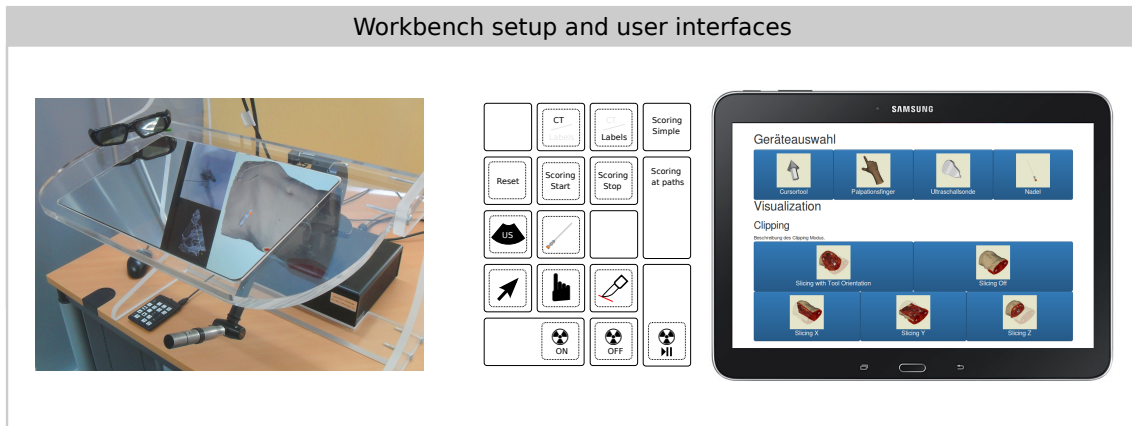 Workbench setup and user interfaces
CT
Labels
CT
Labels
Scoring
Simple
Reset
Scoring
Start
Scoring
Stop
Scoring
at paths
US
ON
OFF
SAMSUNG
Geräteauswahl
Cursortool
Palpationsfinger
Ultraschallsonde
Nadel
Visualization
Clipping
Beschreibung des Clipping Modus.
Slicing with Tool Orientation
Slicing Off
Slicing X
Slicing Y
Slicing Z